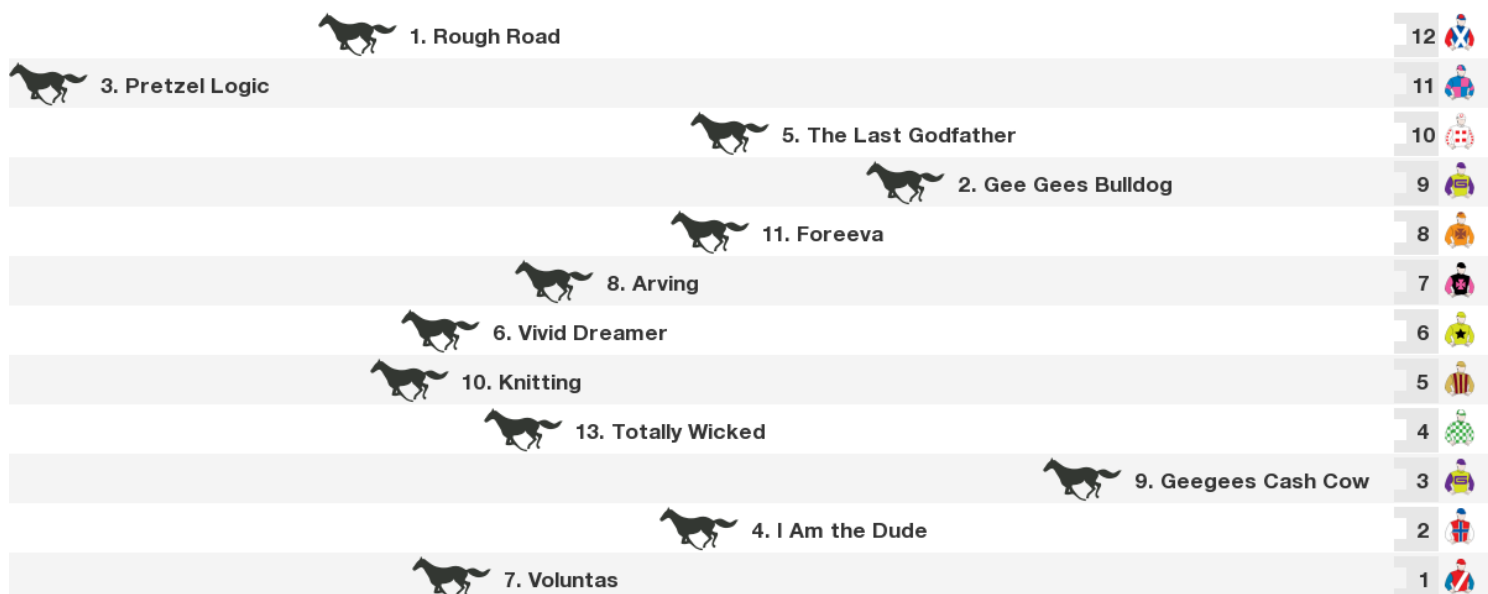 1. Rough Road 12
3. Pretzel Logic 11
5. The Last Godfather 10
2. Gee Gees Bulldog 9
11. Foreeva 8
8. Arving 7
6. Vivid Dreamer 6
10. Knitting 5
13. Totally Wicked 4
9. Geegees Cash Cow 3
4. I Am the Dude 2
7. Voluntas 1